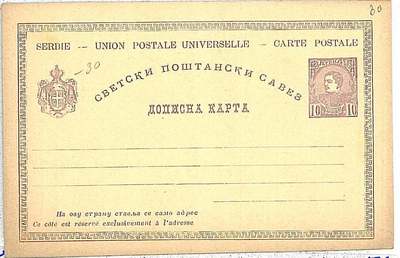 80
SERBIE — UNION POSTALE UNIVERSELLE — CARTE POSTALE
-30
СВЕТСКИ ПОШТАНСКИ САВЕЗ
ДОПИСНА КАРТА
10 10
На ову страну ставља се само адреса
Ce côté est réservé exclusivement à l'adresse